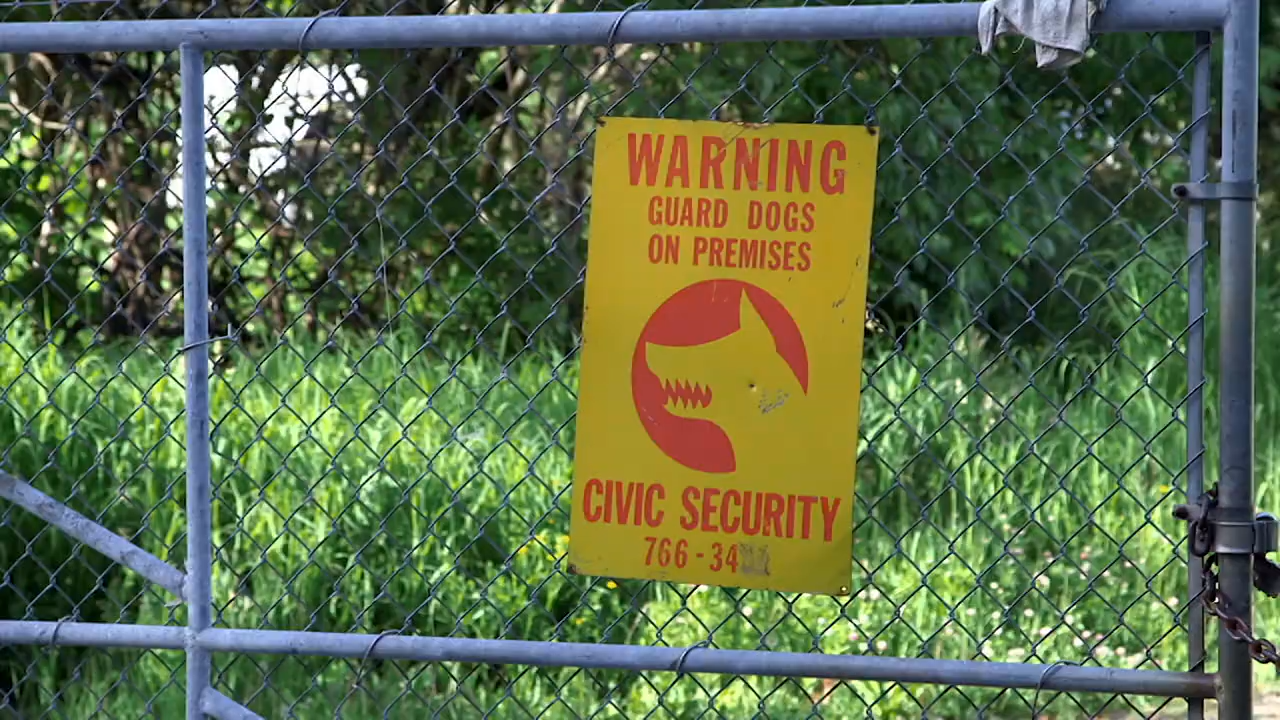 WARNING
GUARD DOGS
ON PREMISES
CIVIC SECURITY
766-34